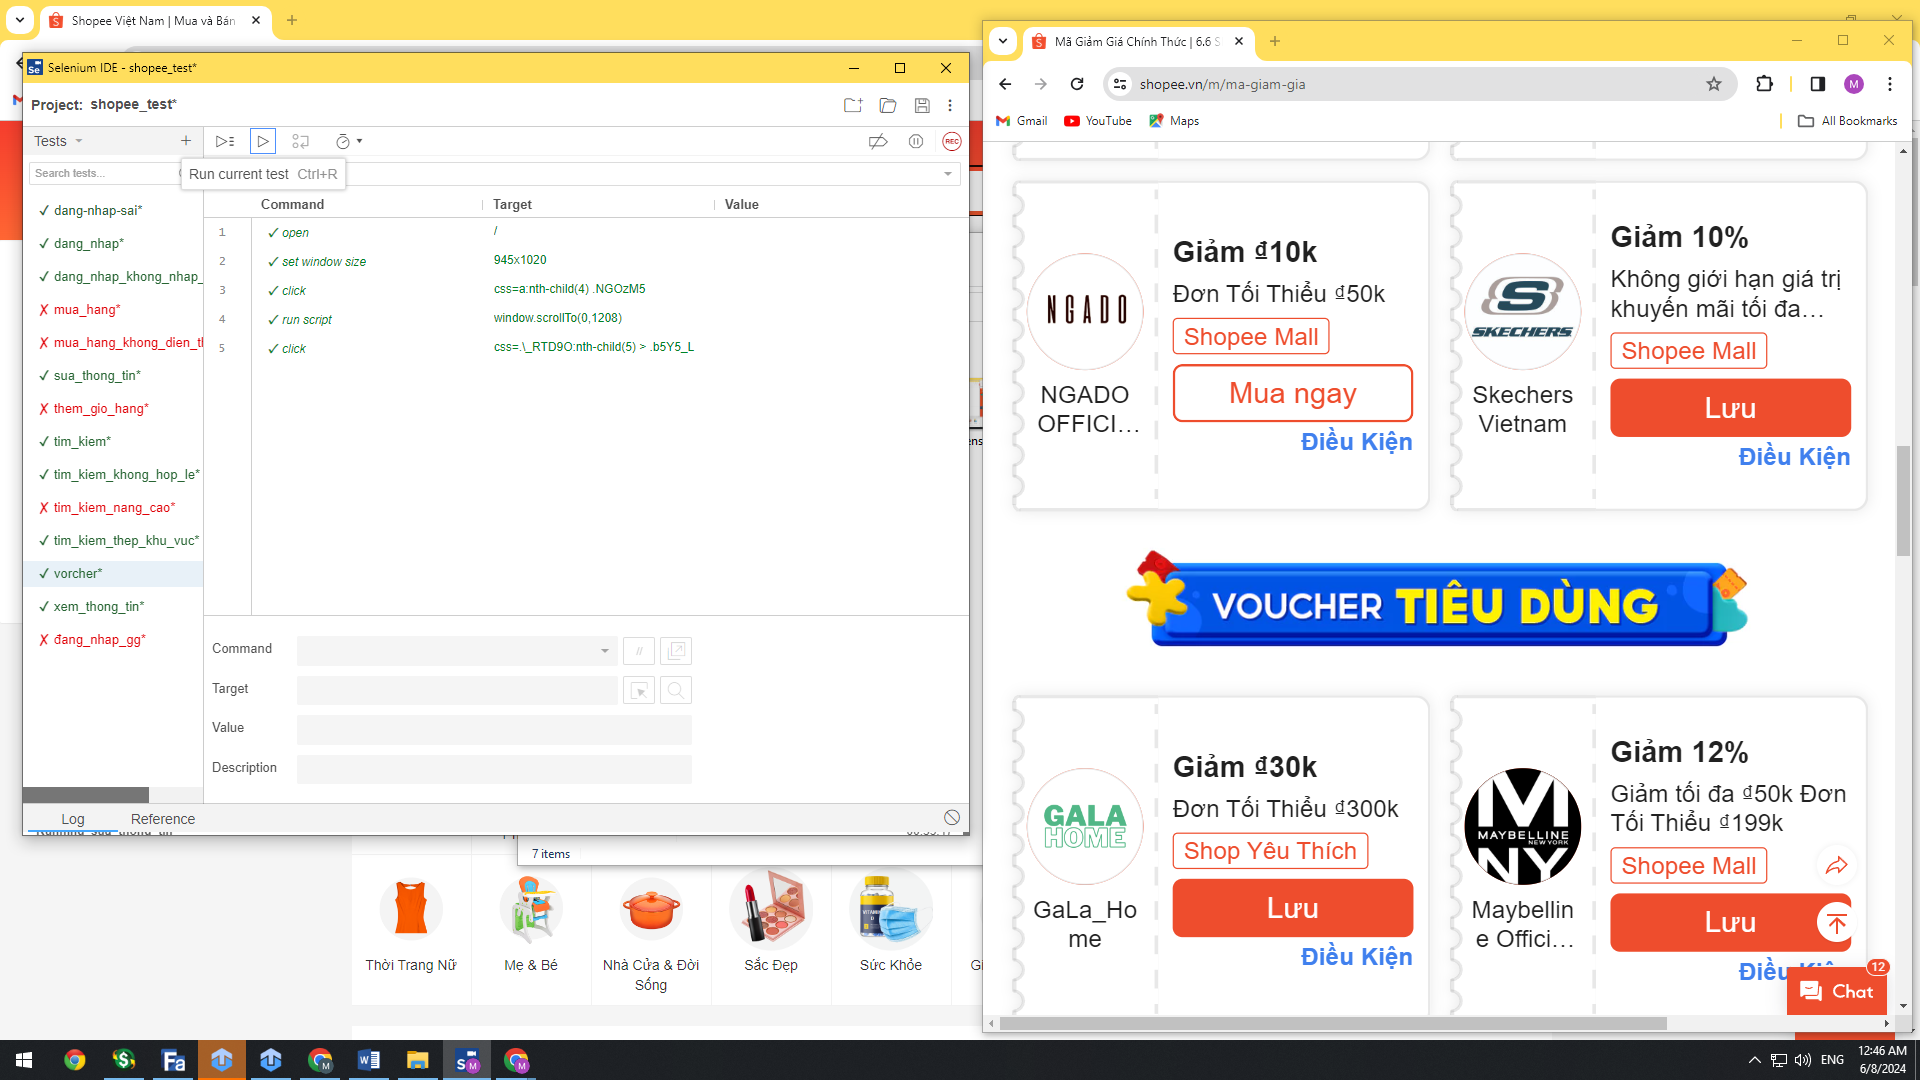 Shopee Việt Nam | Mua và Bán
Selenium IDE - shopee_test*
Project: shopee_test*
Tests
Search tests...
Run current test Ctrl+R
REC
Command
Target
Value
dang-nhap-sai*
dang_nhap*
dang_nhap_khong_nhap_
mua_hang*
mua_hang_khong_dien_th
sua_thong_tin*
them_gio_hang*
tim_kiem*
tim_kiem_khong_hop_le*
tim_kiem_nang_cao*
tim_kiem_thep_khu_vuc*
vorcher*
xem_thong_tin*
đang_nhap_gg*
1 open /
2 set window size 945x1020
3 click css=a:nth-child(4) .NGOzM5
4 run script window.scrollTo(0,1208)
5 click css=.\_RTD9O:nth-child(5) > .b5Y5_L
Command
//
Target
Value
Description
Log
Reference
7 items
Thời Trang Nữ
Mẹ & Bé
Nhà Cửa & Đời
Sống
Sắc Đẹp
Sức Khỏe
Mã Giảm Giá Chính Thức | 6.6 S
shopee.vn/m/ma-giam-gia
M
Gmail
YouTube
Maps
All Bookmarks
NGADO
NGADO
OFFICI...
Giảm ₫10k
Đơn Tối Thiểu ₫50k
Shopee Mall
Mua ngay
Điều Kiện
SKECHERS
Skechers
Vietnam
Giảm 10%
Không giới hạn giá trị
khuyến mãi tối đa...
Shopee Mall
Lưu
Điều Kiện
VOUCHER TIÊU DÙNG
GALA
HOME
GaLa_Ho
me
Giảm ₫30k
Đơn Tối Thiểu ₫300k
Shop Yêu Thích
Lưu
Điều Kiện
MAYBELLINE
NEW YORK
Maybellin
e Offici...
Giảm 12%
Giảm tối đa ₫50k Đơn
Tối Thiểu ₫199k
Shopee Mall
Lưu
12
Chat
ENG
12:46 AM
6/8/2024